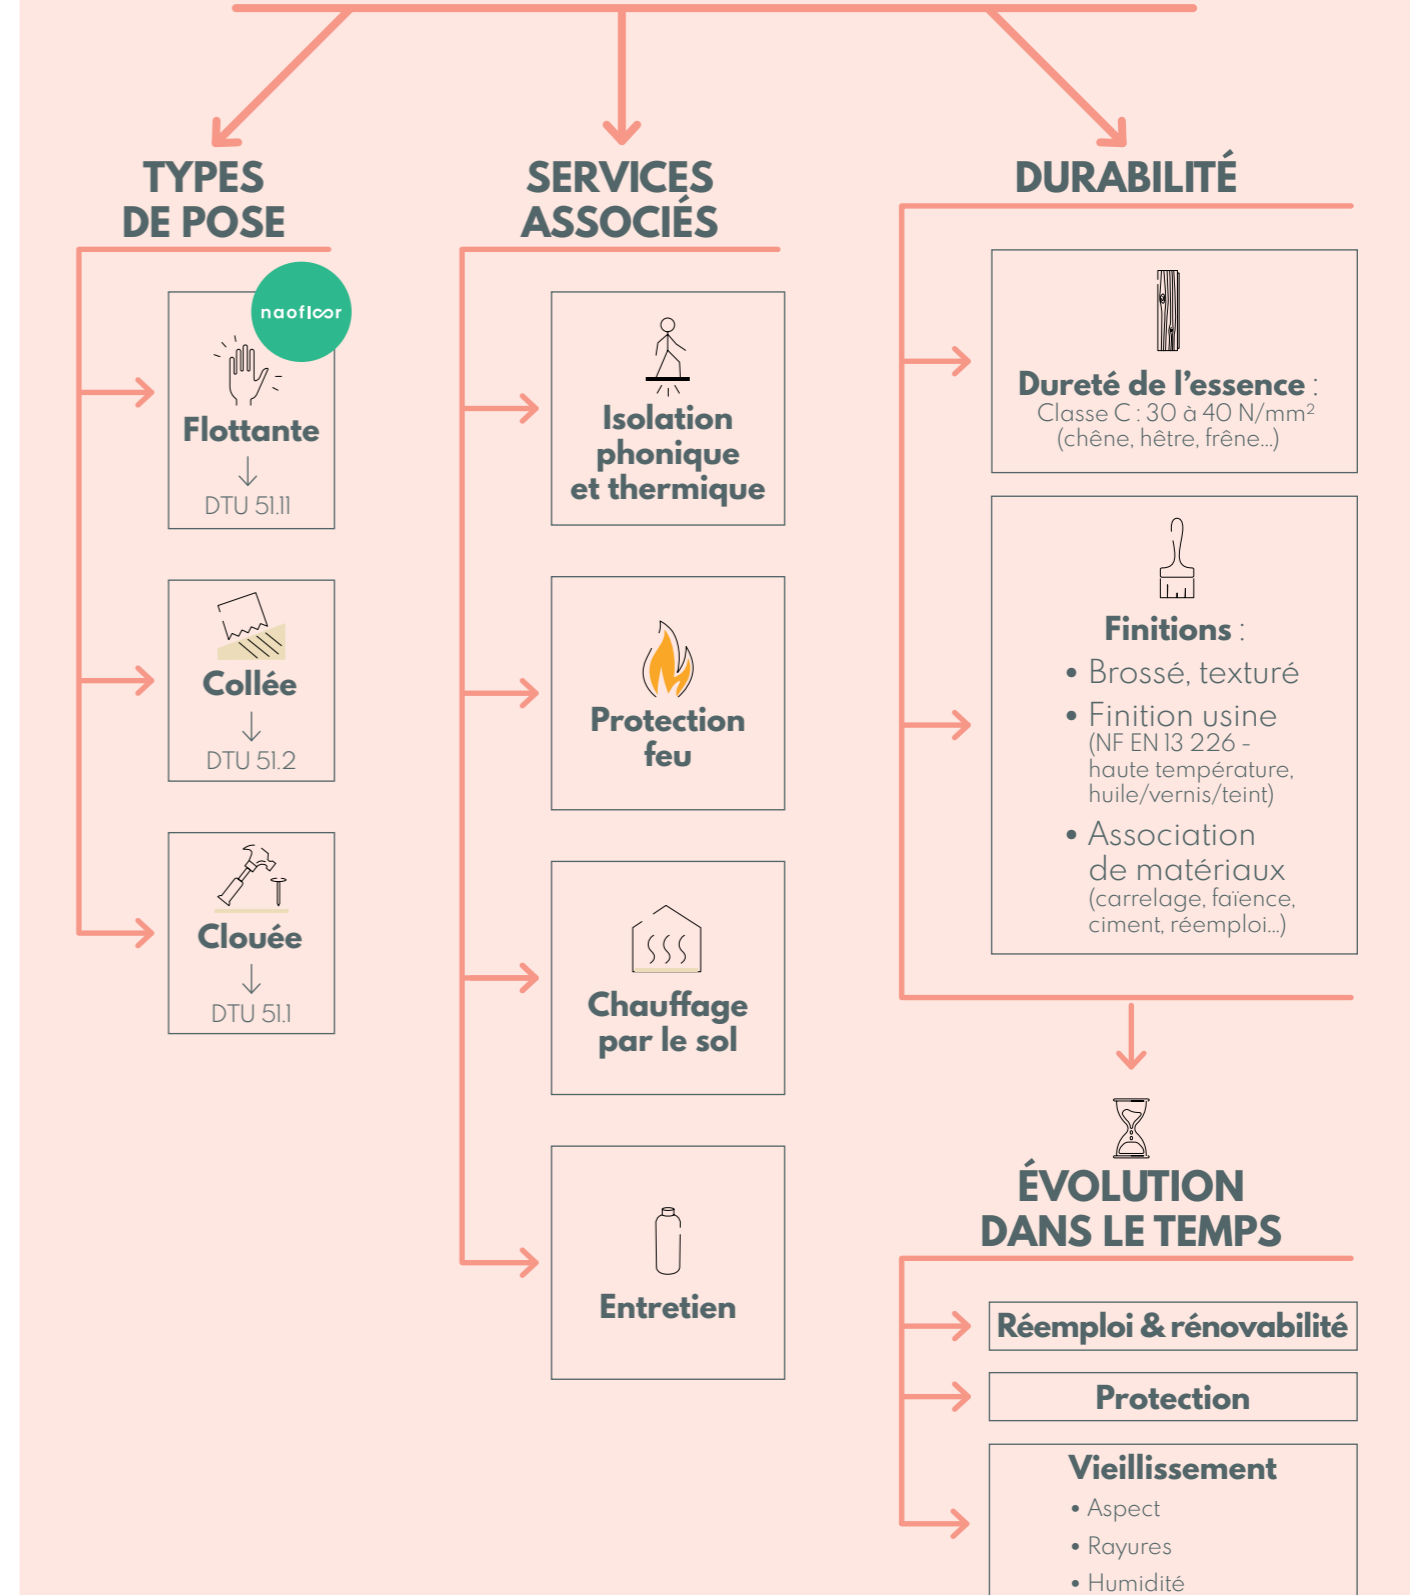 TYPES
DE POSE
naofloor
Flottante
DTU 51.11
Collée
DTU 51.2
Clouée
DTU 51.1
SERVICES
ASSOCIÉS
Isolation
phonique
et thermique
Protection
feu
Chauffage
par le sol
Entretien
DURABILITÉ
Dureté de l’essence :
Classe C : 30 à 40 N/mm²
(chêne, hêtre, frêne...)
Finitions :
• Brossé, texturé
• Finition usine
(NF EN 13 226 -
haute température,
huile/vernis/teint)
• Association
de matériaux
(carrelage, faïence,
ciment, réemploi...)
ÉVOLUTION
DANS LE TEMPS
Réemploi & rénovabilité
Protection
Vieillissement
• Aspect
• Rayures
• Humidité